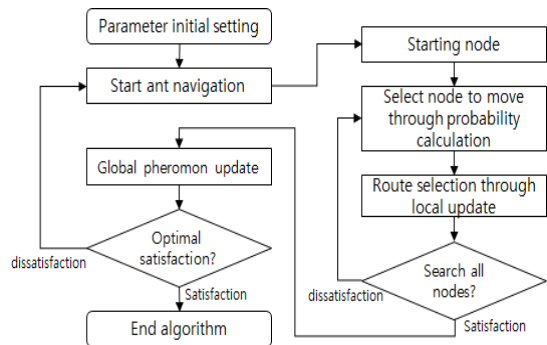 Parameter initial setting
Start ant navigation
Global pheromon update
Optimal
satisfaction?
dissatisfaction
Satisfaction
End algorithm
Starting node
Select node to move
through probability
calculation
Route selection through
local update
Search all
nodes?
dissatisfaction
Satisfaction